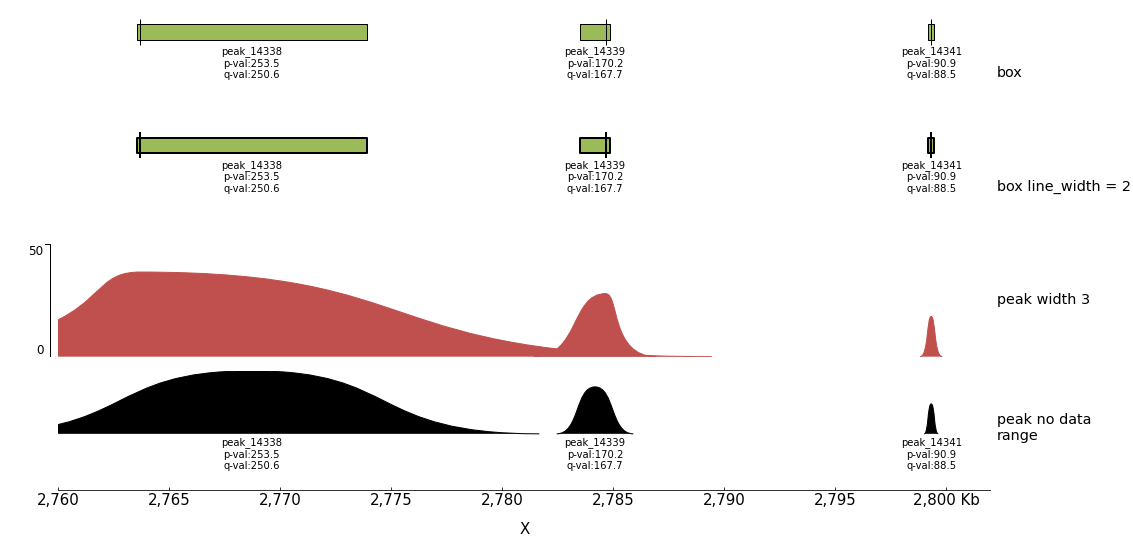 peak_14338 peak_14339 peak_14341
p-val:253.5 p-val:170.2 p-val:90.9
q-val:250.6 q-val:167.7 q-val:88.5
box
peak_14338 peak_14339 peak_14341
p-val:253.5 p-val:170.2 p-val:90.9
q-val:250.6 q-val:167.7 q-val:88.5
box line_width = 2
50
peak width 3
0
peak no data
range
peak_14338 peak_14339 peak_14341
p-val:253.5 p-val:170.2 p-val:90.9
q-val:250.6 q-val:167.7 q-val:88.5
2,760 2,765 2,770 2,775 2,780 2,785 2,790 2,795 2,800 Kb
X